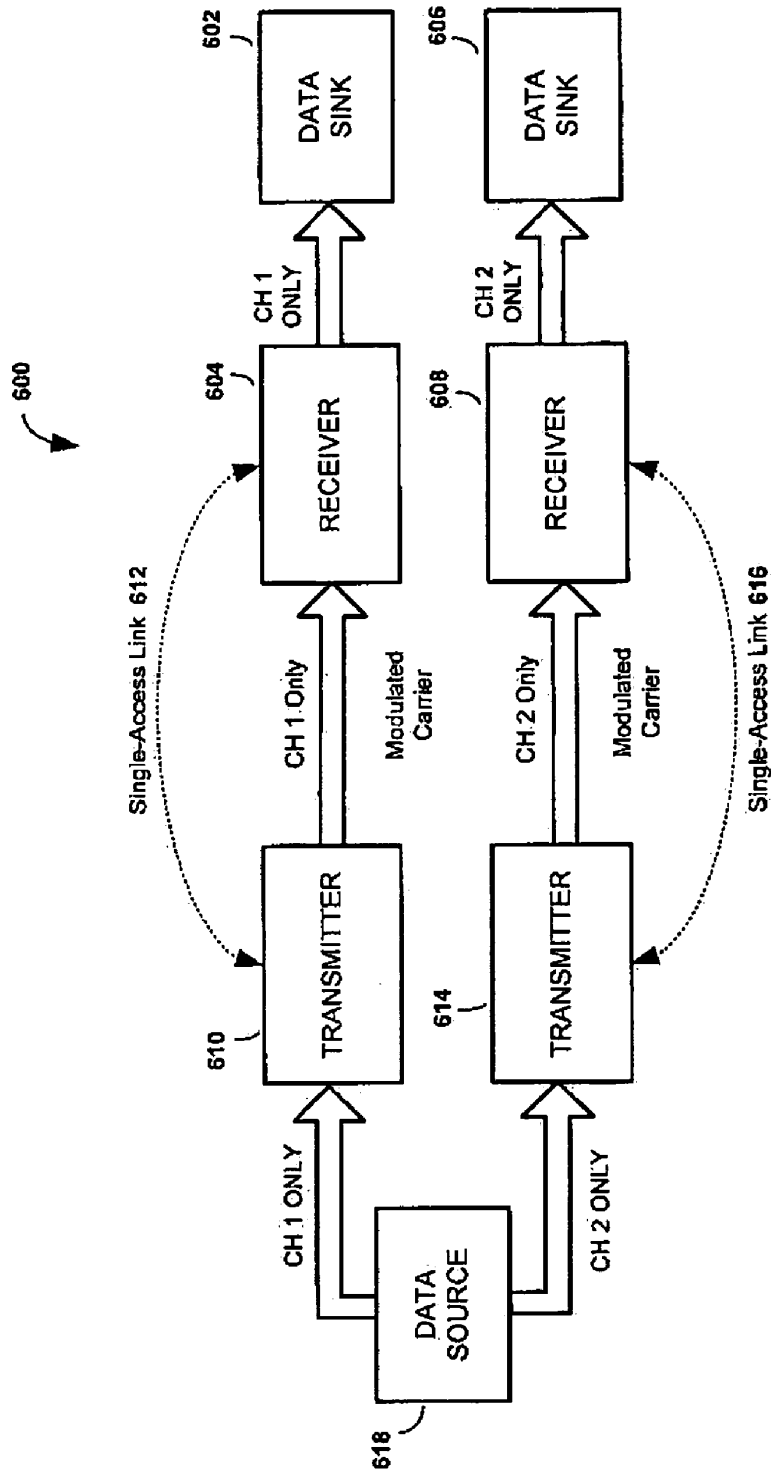 600
Single-Access Link 612
618
DATA
SOURCE
CH 1 ONLY
610
TRANSMITTER
CH 1 Only
Modulated
Carrier
604
RECEIVER
CH 1
ONLY
602
DATA
SINK
CH 2 ONLY
614
TRANSMITTER
CH 2 Only
Modulated
Carrier
608
RECEIVER
CH 2
ONLY
606
DATA
SINK
Single-Access Link 616